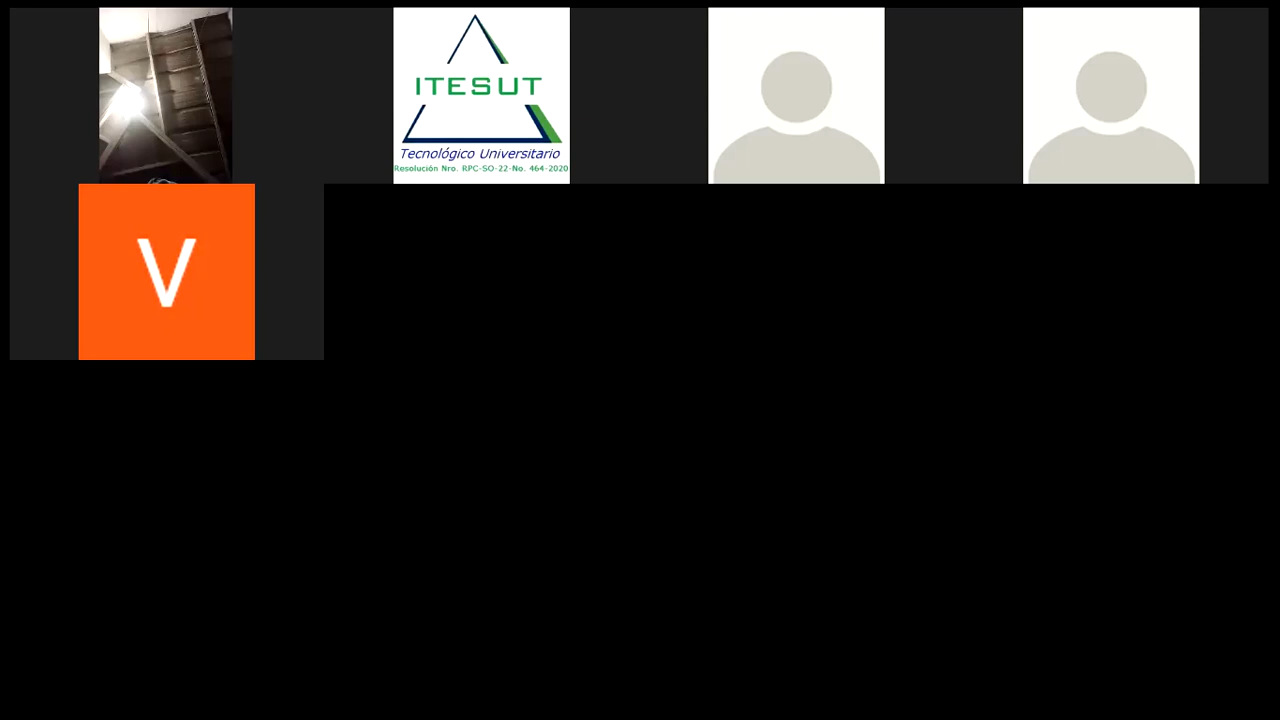 ITESUT
Tecnológico Universitario
Resolución Nro. RPC-SO-22-No. 464-2020
V